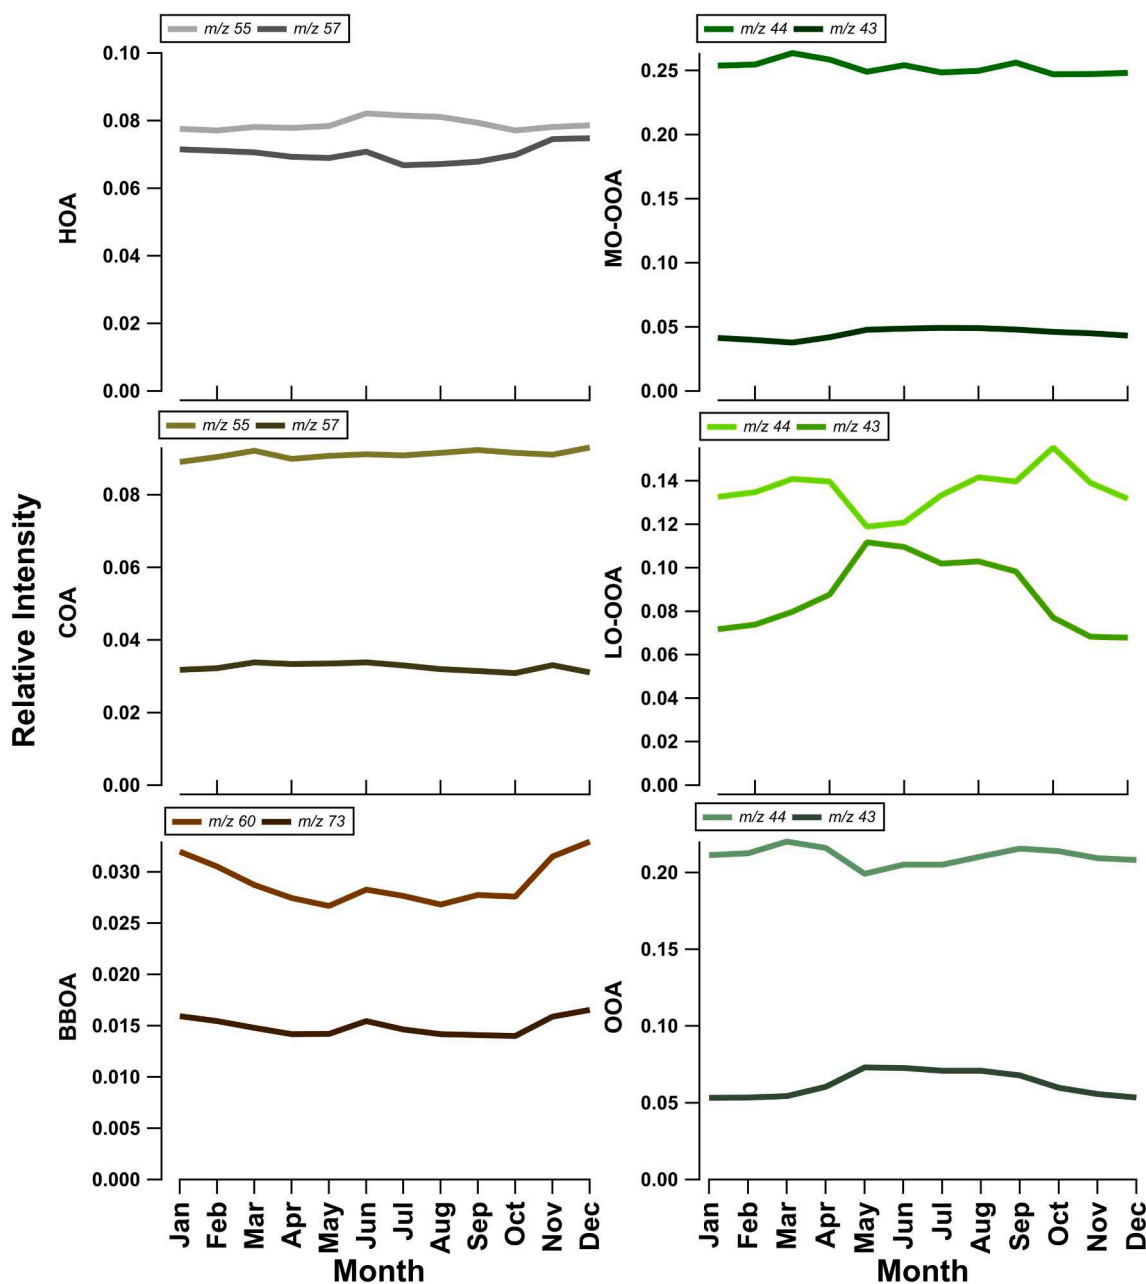 m/z 55 m/z 57
0.10
0.08
0.06
0.04
0.02
0.00
HOA
m/z 44 m/z 43
0.25
0.20
0.15
0.10
0.05
0.00
MO-OOA
m/z 55 m/z 57
0.08
0.06
0.04
0.02
0.00
COA
m/z 44 m/z 43
0.14
0.12
0.10
0.08
0.06
0.04
0.02
0.00
LO-OOA
Relative Intensity
m/z 60 m/z 73
0.030
0.025
0.020
0.015
0.010
0.005
0.000
BBOA
Jan Feb Mar Apr May Jun Jul Aug Sep Oct Nov Dec
Month
m/z 44 m/z 43
0.20
0.15
0.10
0.05
0.00
OOA
Jan Feb Mar Apr May Jun Jul Aug Sep Oct Nov Dec
Month